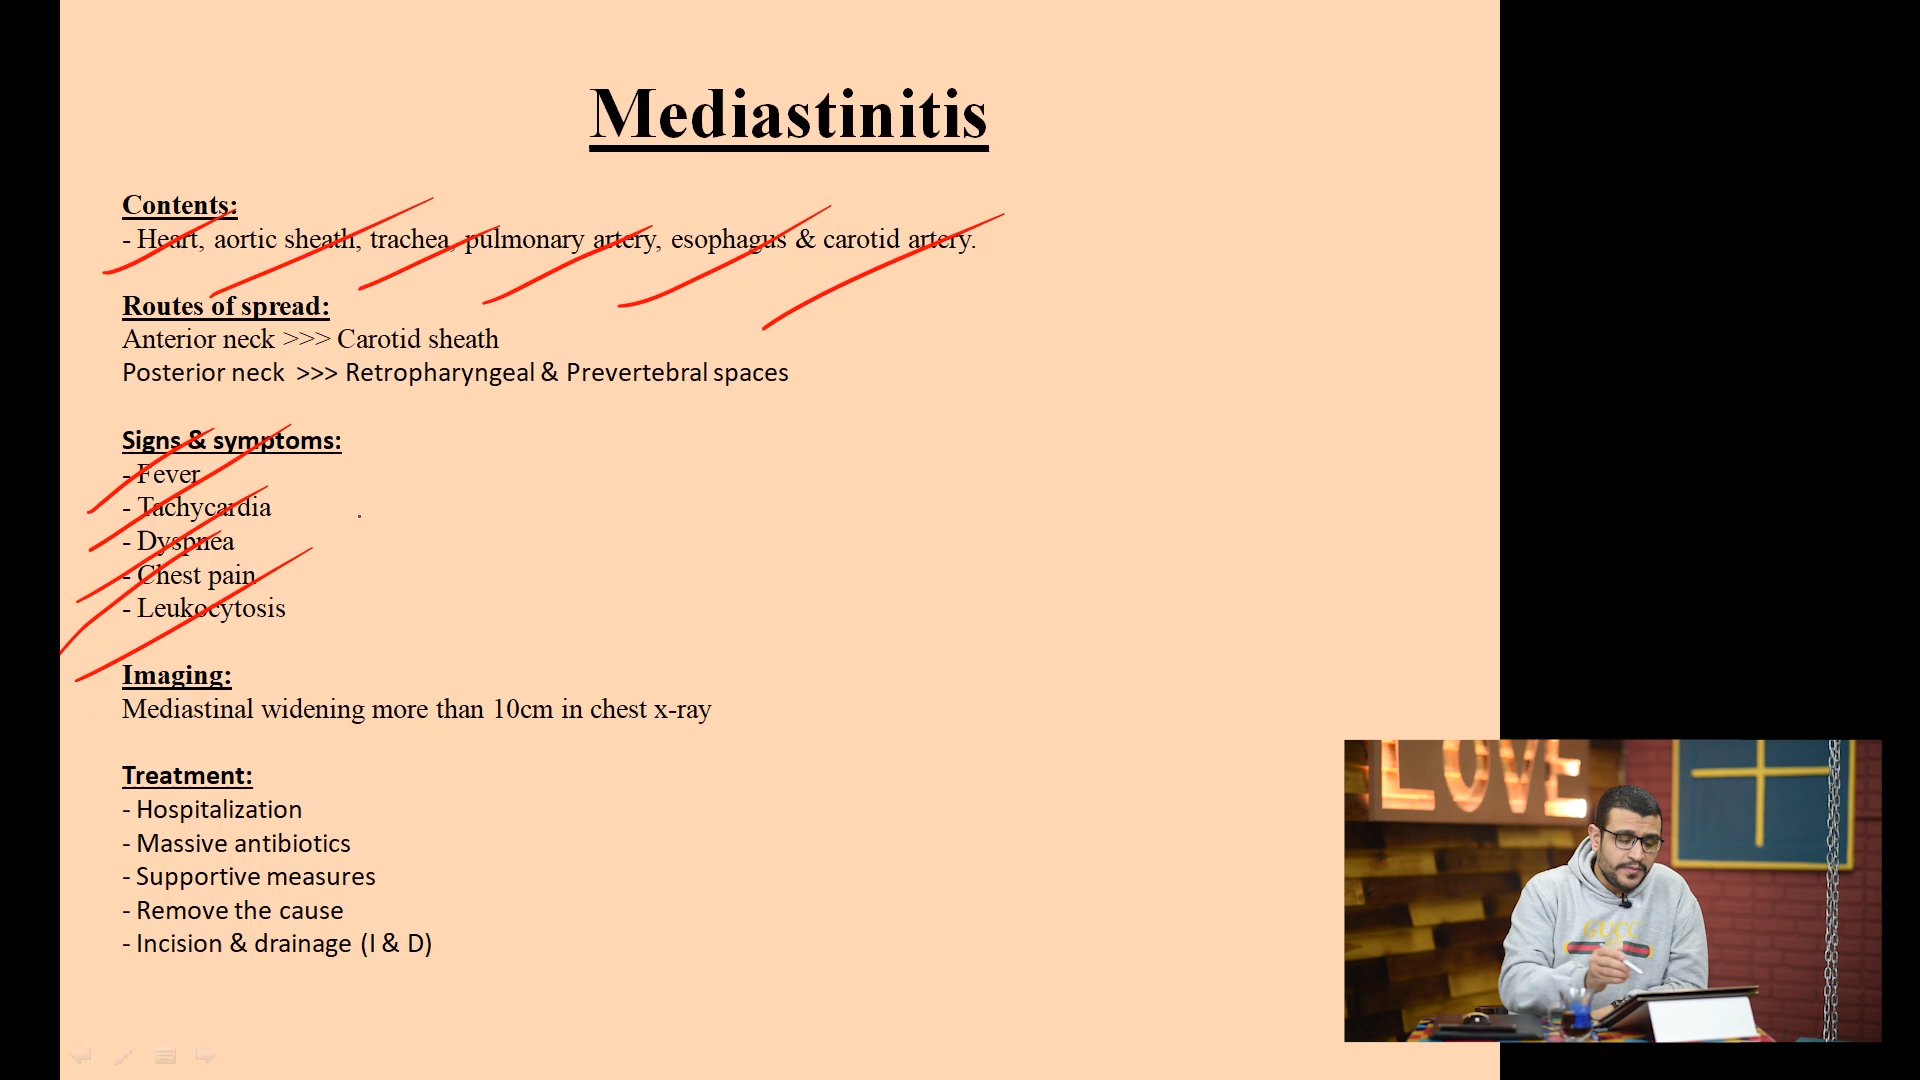 Mediastinitis
Contents:
- Heart, aortic sheath, trachea, pulmonary artery, esophagus & carotid artery.
Routes of spread:
Anterior neck >>> Carotid sheath
Posterior neck >>> Retropharyngeal & Prevertebral spaces
Signs & symptoms:
- Fever
- Tachycardia
- Dyspnea
- Chest pain
- Leukocytosis
Imaging:
Mediastinal widening more than 10cm in chest x-ray
Treatment:
- Hospitalization
- Massive antibiotics
- Supportive measures
- Remove the cause
- Incision & drainage (I & D)
LOVE
GUCC